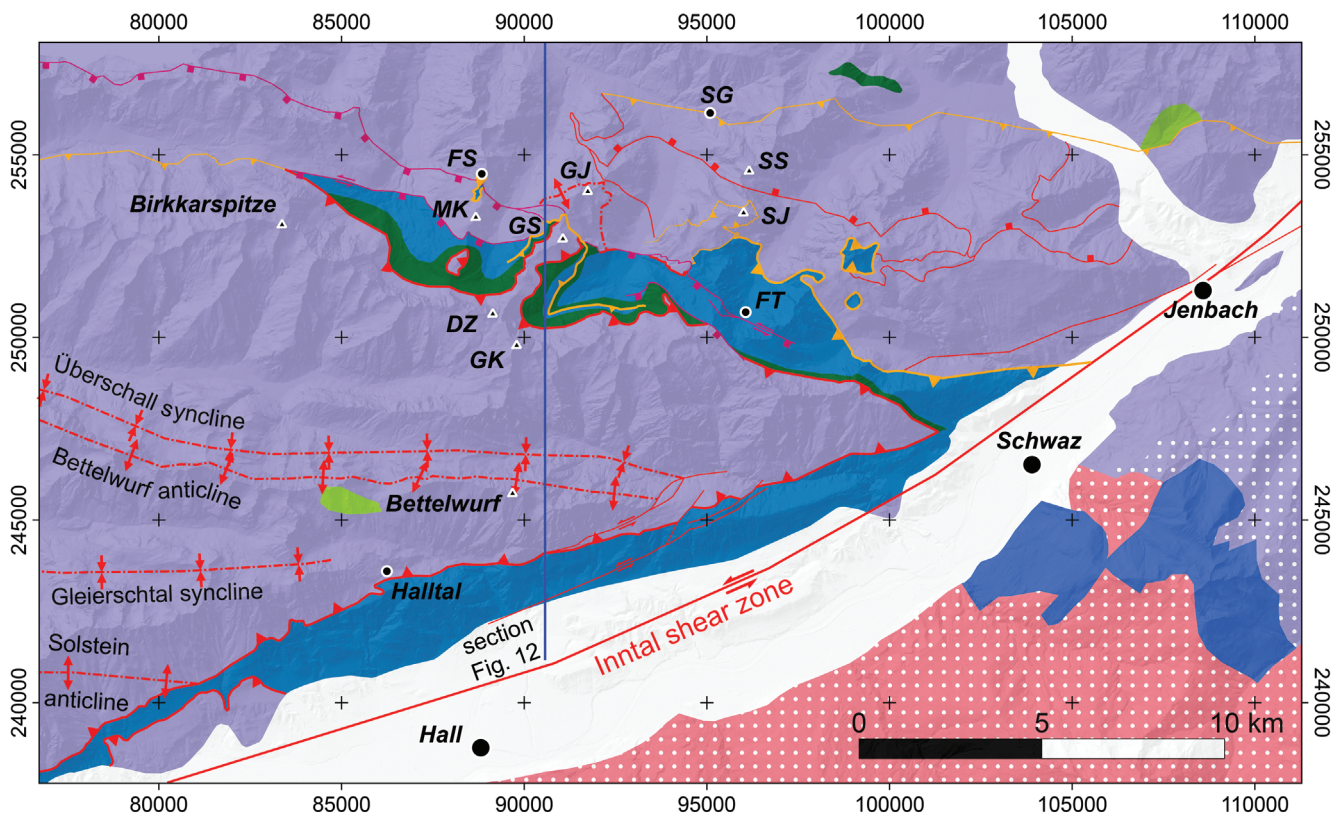 80000 85000 90000 95000 100000 105000 110000
255000
250000
245000
240000
255000
250000
245000
240000
SG
FS
SS
GJ
Birkkarspitze
MK
GS
SJ
FT
DZ
GK
Jenbach
Überschall syncline
Bettelwurf anticline
Schwaz
Bettelwurf
Halltal
Gleierschtal syncline
Solstein
anticline
section
Fig. 12
Inntal shear zone
Hall
0 5 10 km
80000 85000 90000 95000 100000 105000 110000